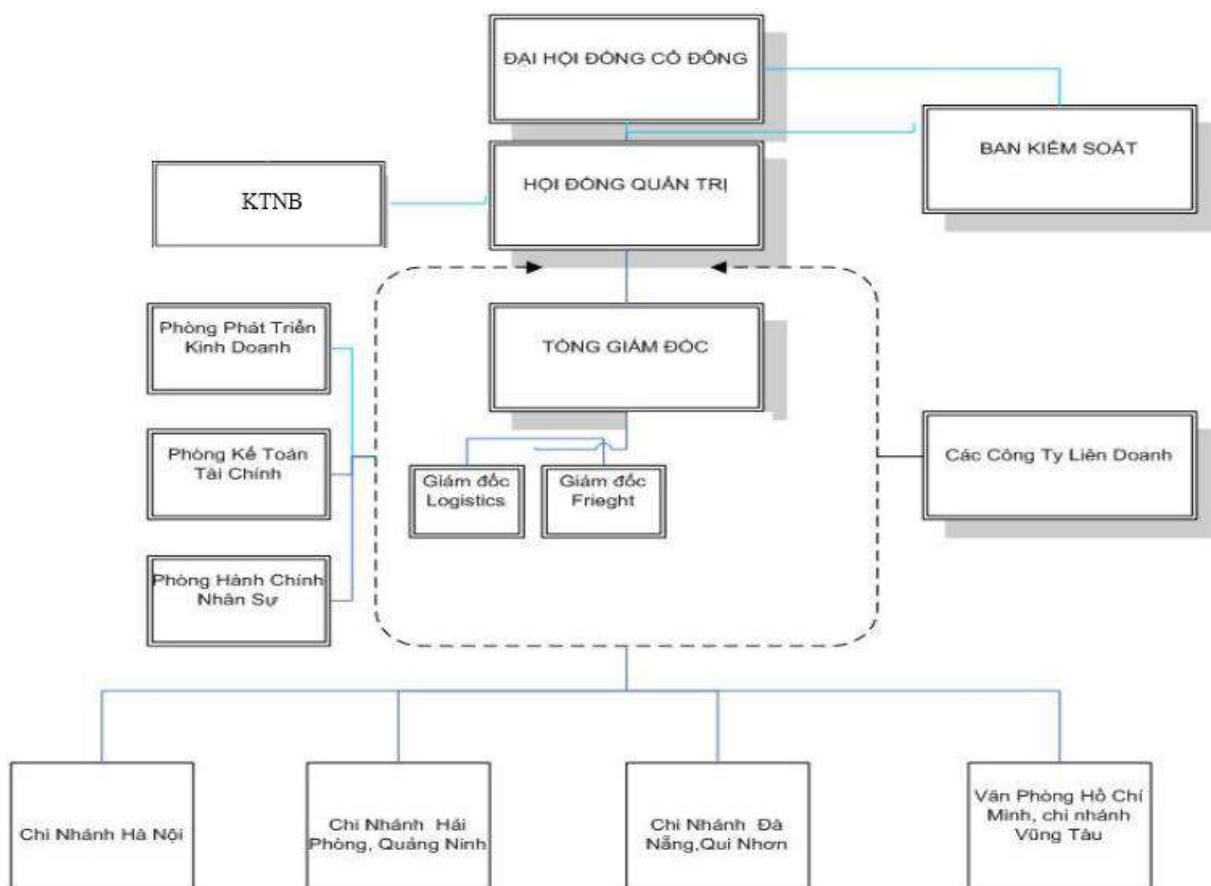 ĐẠI HỘI ĐỒNG CỔ ĐÔNG
BAN KIỂM SOÁT
KTNB
HỘI ĐỒNG QUẢN TRỊ
Phòng Phát Triển
Kinh Doanh
TỔNG GIÁM ĐỐC
Phòng Kế Toán
Tài Chính
Giám đốc
Logistics
Giám đốc
Frieght
Các Công Ty Liên Doanh
Phòng Hành Chính
Nhân Sự
Chi Nhánh Hà Nội
Chi Nhánh Hải
Phòng, Quảng Ninh
Chi Nhánh Đà
Nẵng,Qui Nhơn
Văn Phòng Hồ Chí
Minh, chi nhánh
Vũng Tàu